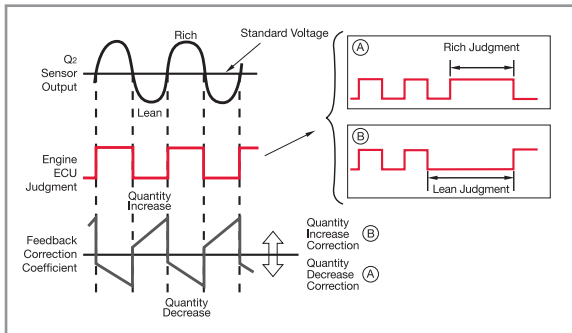 Rich
Standard Voltage
Q2
Sensor
Output
Lean
Engine
ECU
Judgment
Quantity
Increase
Feedback
Correction
Coefficient
Quantity
Decrease
Quantity
Increase
Correction
B
Quantity
Decrease
Correction
A
A
Rich Judgment
B
Lean Judgment